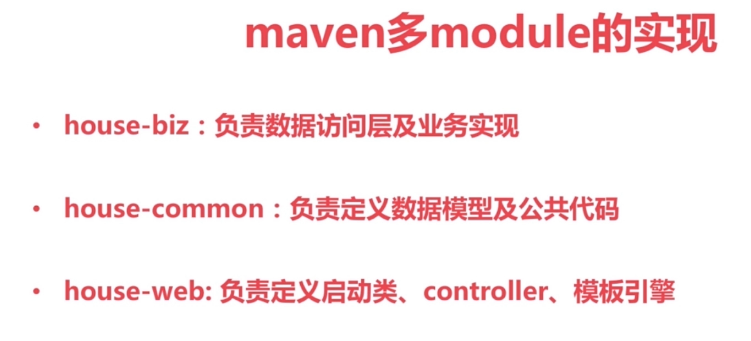 maven多module的实现
• house-biz：负责数据访问层及业务实现
• house-common：负责定义数据模型及公共代码
• house-web: 负责定义启动类、controller、模板引擎